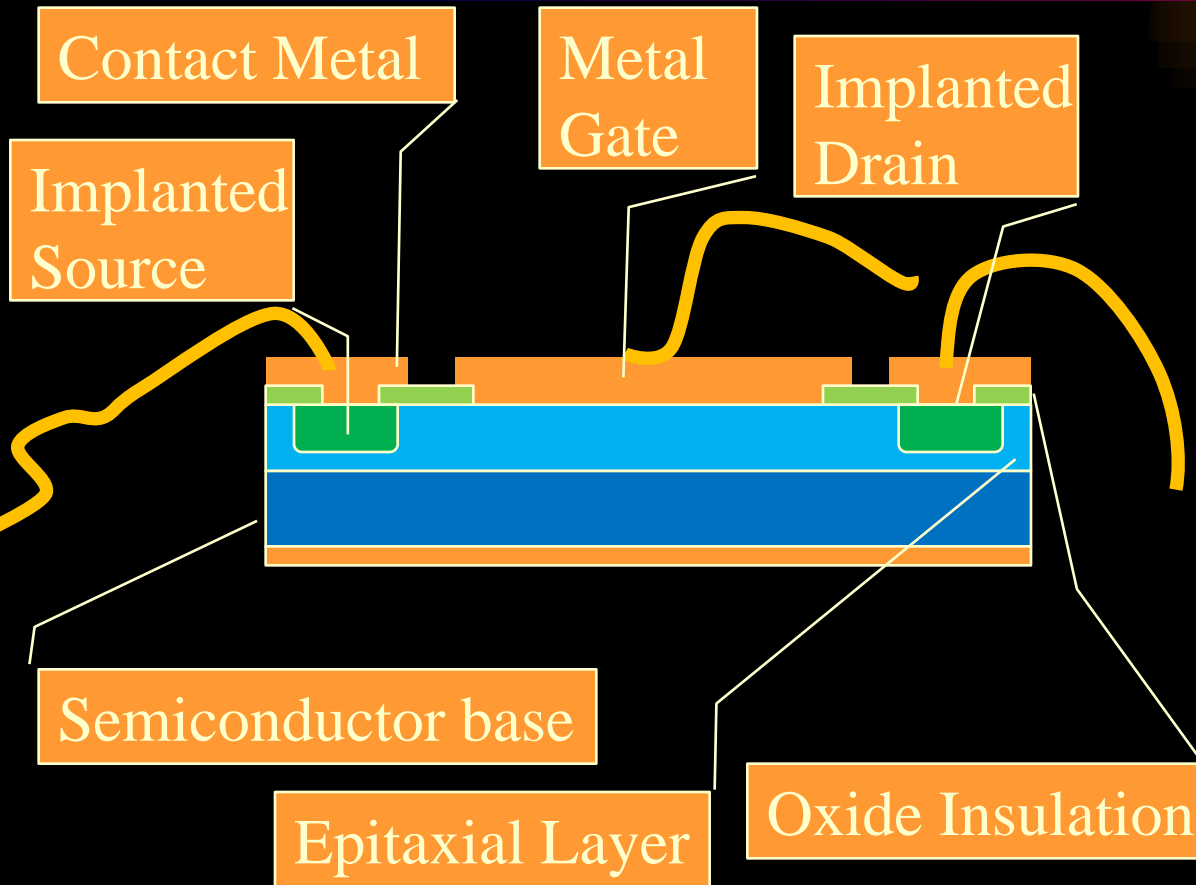 Contact Metal
Metal
Gate
Implanted
Drain
Implanted
Source
Semiconductor base
Epitaxial Layer
Oxide Insulation